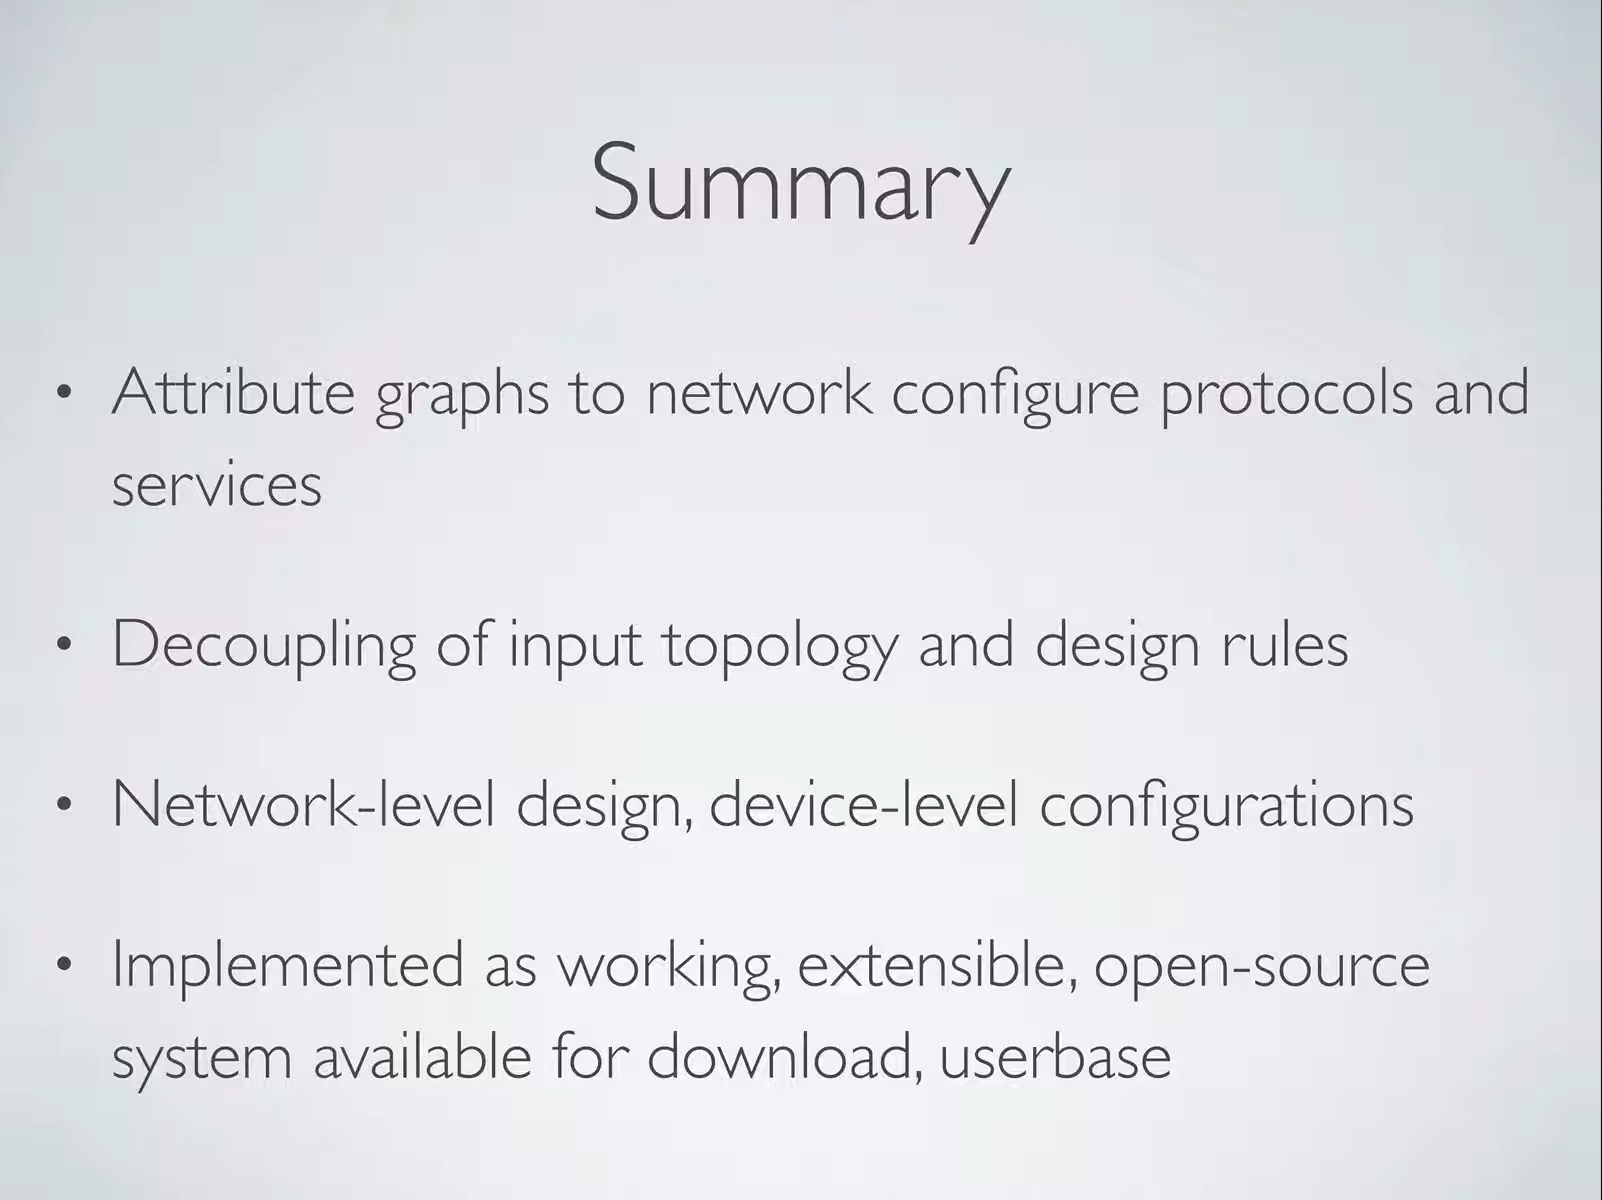 Summary
• Attribute graphs to network configure protocols and
services
• Decoupling of input topology and design rules
• Network-level design, device-level configurations
• Implemented as working, extensible, open-source
system available for download, userbase